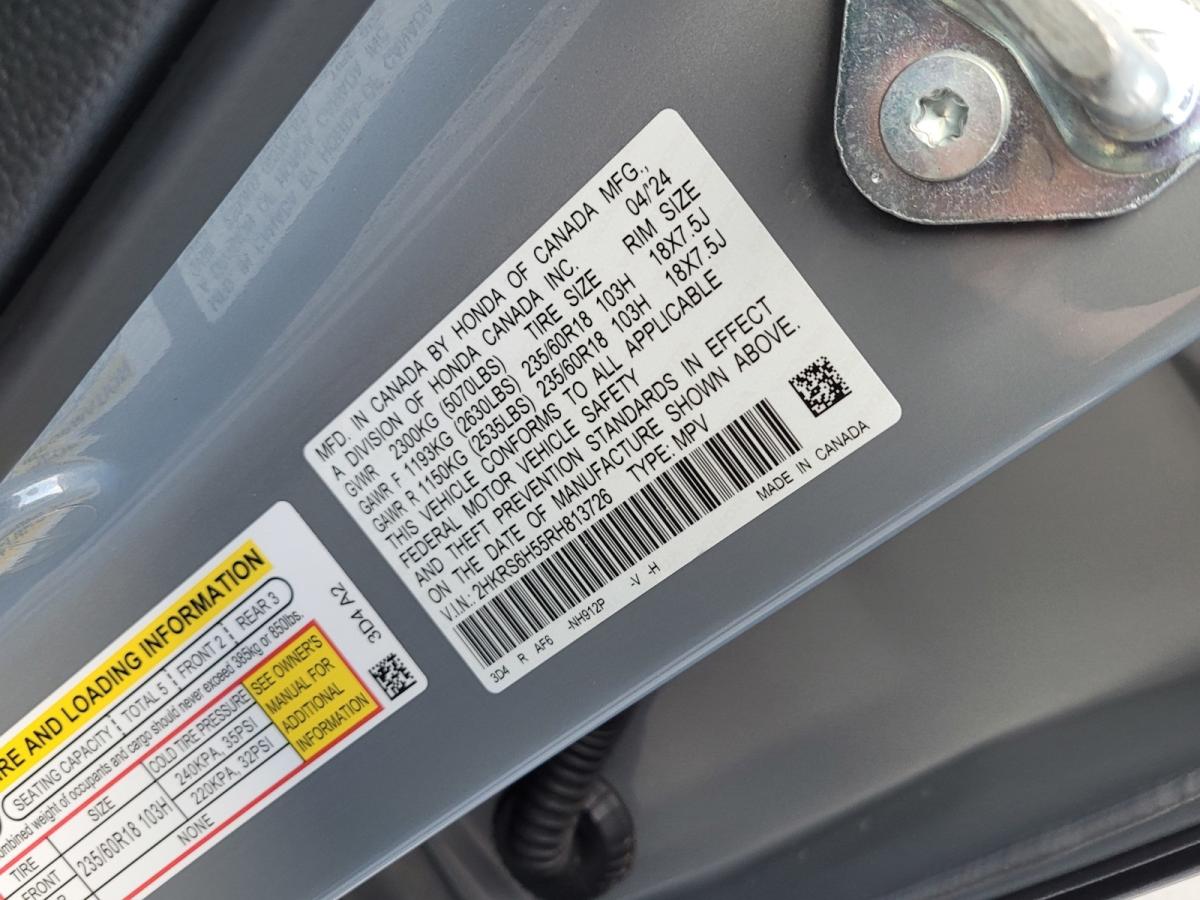 MFD. IN CANADA BY HONDA OF CANADA MFG.,
A DIVISION OF HONDA CANADA INC. 04/'24
GVWR 2300KG (5070LBS) TIRE SIZE RIM SIZE
GAWR F 1193KG (2630LBS) 235/60R18 103H 18X7.5J
GAWR R 1150KG (2535LBS) 235/60R18 103H 18X7.5J
THIS VEHICLE CONFORMS TO ALL APPLICABLE
FEDERAL MOTOR VEHICLE SAFETY
AND THEFT PREVENTION STANDARDS IN EFFECT
ON THE DATE OF MANUFACTURE SHOWN ABOVE.
V.I.N.: 2HKRS6H55RH813726 TYPE: MPV
3D4 R AF6 -NH912P -V -H MADE IN CANADA
AND LOADING INFORMATION
SEATING CAPACITY TOTAL 5 FRONT 2 REAR 3
weight of occupants and cargo should never exceed 385kg or 850lbs.
TIRE SIZE COLD TIRE PRESSURE
FRONT 235/60R18 103H 240KPA, 35PSI
220KPA, 32PSI
NONE
SEE OWNER'S
MANUAL FOR
ADDITIONAL
INFORMATION
3D4 A2